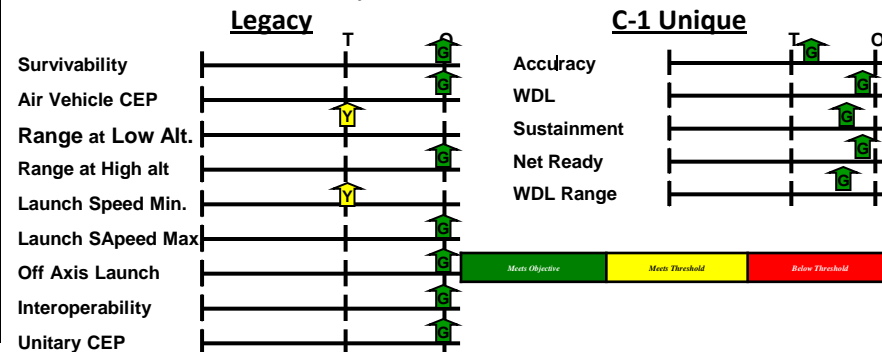 Legacy
T O
Survivability G
Air Vehicle CEP G
Range at Low Alt. Y
Range at High alt G
Launch Speed Min. Y
Launch SApeed Max G
Off Axis Launch G
Interoperability G
Unitary CEP G
C-1 Unique
T O
Accuracy G
WDL G
Sustainment G
Net Ready G
WDL Range G
Meets Objective Meets Threshold Below Threshold